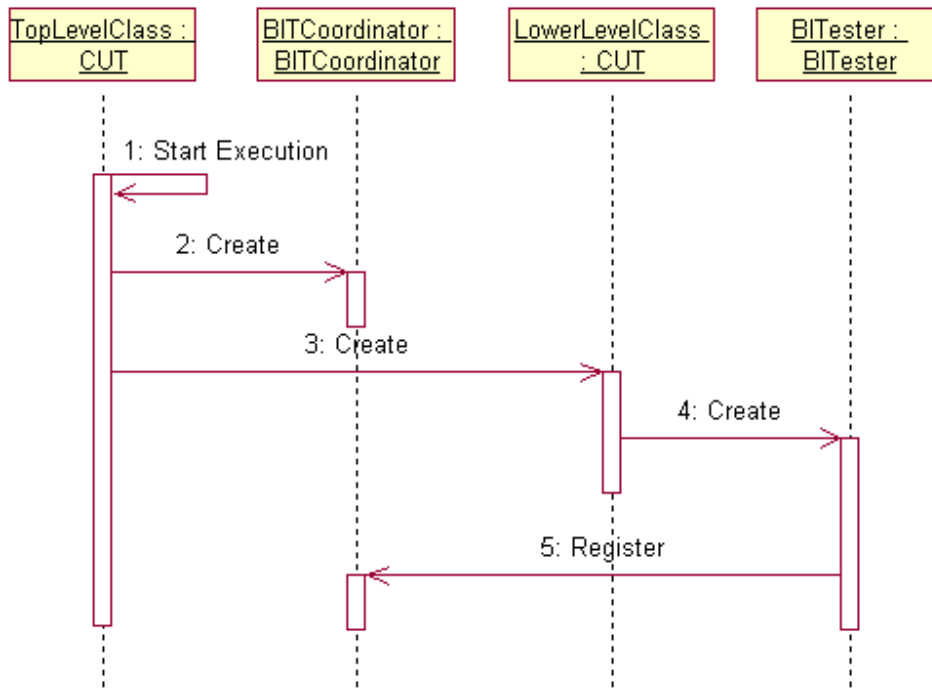 TopLevelClass :
CUT
BITCoordinator :
BITCoordinator
LowerLevelClass
: CUT
BITester :
BITester
1: Start Execution
2: Create
3: Create
4: Create
5: Register